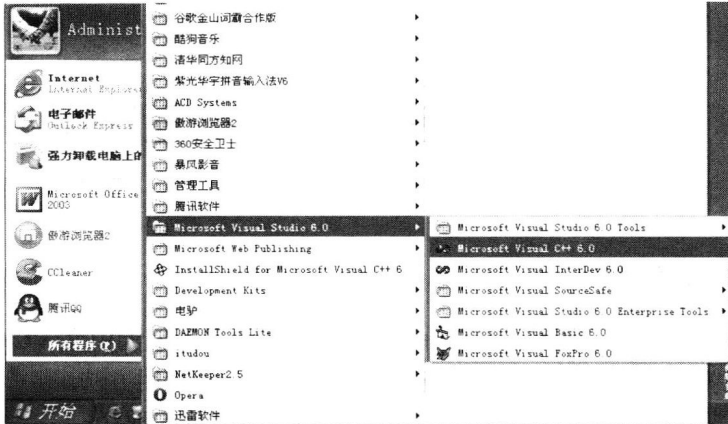 Administ
Internet
Internet Explorer
电子邮件
Outlook Express
强力卸载电脑上的
Microsoft Office
2003
傲游浏览器2
CCleaner
腾讯QQ
所有程序(P)
开始
谷歌金山词霸合作版
酷狗音乐
清华同方知网
紫光华宇拼音输入法V6
ACD Systems
傲游浏览器2
360安全卫士
暴风影音
管理工具
腾讯软件
Microsoft Visual Studio 6.0
Microsoft Web Publishing
InstallShield for Microsoft Visual C++ 6
Development Kits
电驴
DAEMON Tools Lite
itudou
NetKeeper2.5
Opera
迅雷软件
Microsoft Visual Studio 6.0 Tools
Microsoft Visual C++ 6.0
Microsoft Visual InterDev 6.0
Microsoft Visual SourceSafe
Microsoft Visual Studio 6.0 Enterprise Tools
Microsoft Visual Basic 6.0
Microsoft Visual FoxPro 6.0